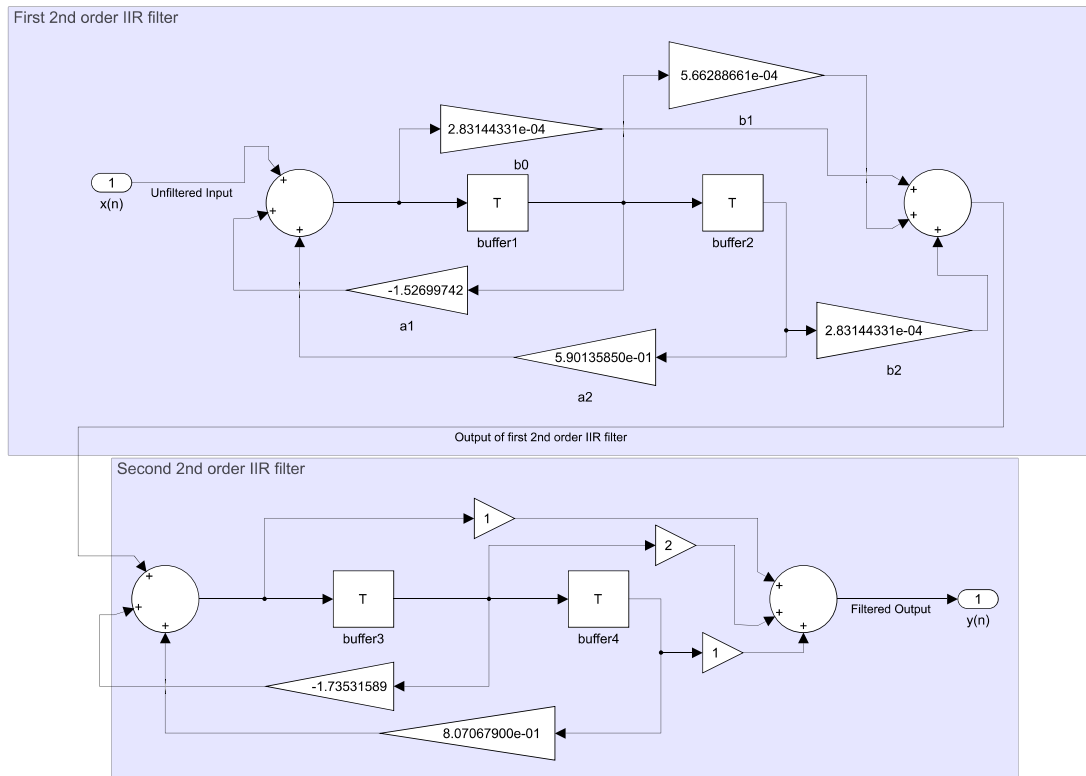 First 2nd order IIR filter
5.66288661e-04
b1
2.83144331e-04
b0
1
x(n)
Unfiltered Input
+
+
+
T
buffer1
T
buffer2
+
+
+
-1.52699742
a1
2.83144331e-04
b2
5.90135850e-01
a2
Output of first 2nd order IIR filter
Second 2nd order IIR filter
1
2
+
+
+
T
buffer3
T
buffer4
+
+
+
Filtered Output
1
y(n)
1
-1.73531589
8.07067900e-01